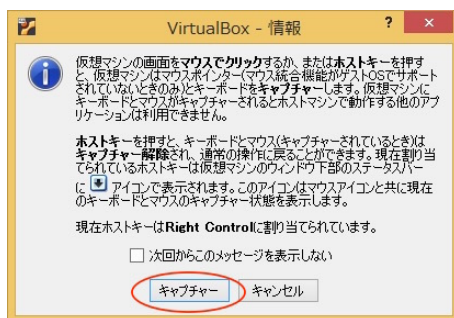 VirtualBox - 情報
? ×
仮想マシンの画面をマウスでクリックするか、またはホストキーを押す
と、仮想マシンはマウスポインター(マウス統合機能がゲストOSでサポート
されていないときのみ)とキーボードをキャプチャーします。仮想マシンに
キーボードとマウスがキャプチャーされるとホストマシンで動作する他のアプ
リケーションは利用できません。
ホストキーを押すと、キーボードとマウス(キャプチャーされているとき)は
キャプチャー解除され、通常の操作に戻ることができます。現在割り当
てられているホストキーは仮想マシンのウィンドウ下部のステータスバー
に アイコンで表示されます。このアイコンはマウスアイコンと共に現在
のキーボードとマウスのキャプチャー状態を表示します。
現在ホストキーはRight Controlに割り当てられています。
次回からこのメッセージを表示しない
キャプチャー キャンセル